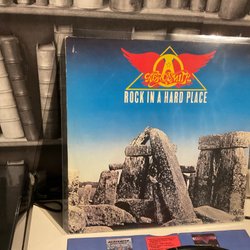 AEROSMITH
ROCK IN A HARD PLACE